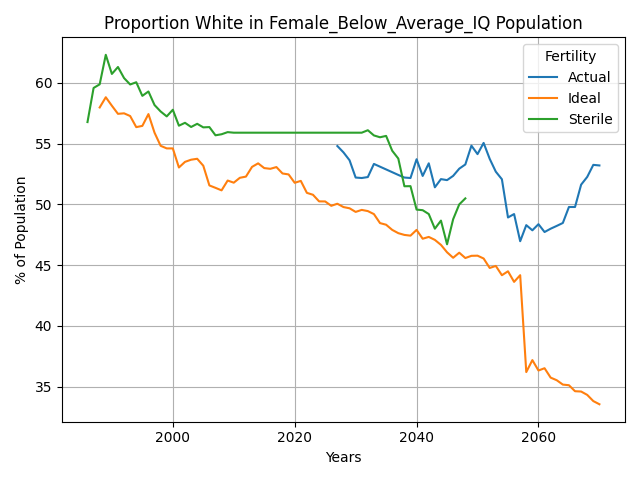 Proportion White in Female_Below_Average_IQ Population
Fertility
Actual
Ideal
Sterile
% of Population
60
55
50
45
40
35
2000
2020
2040
2060
Years